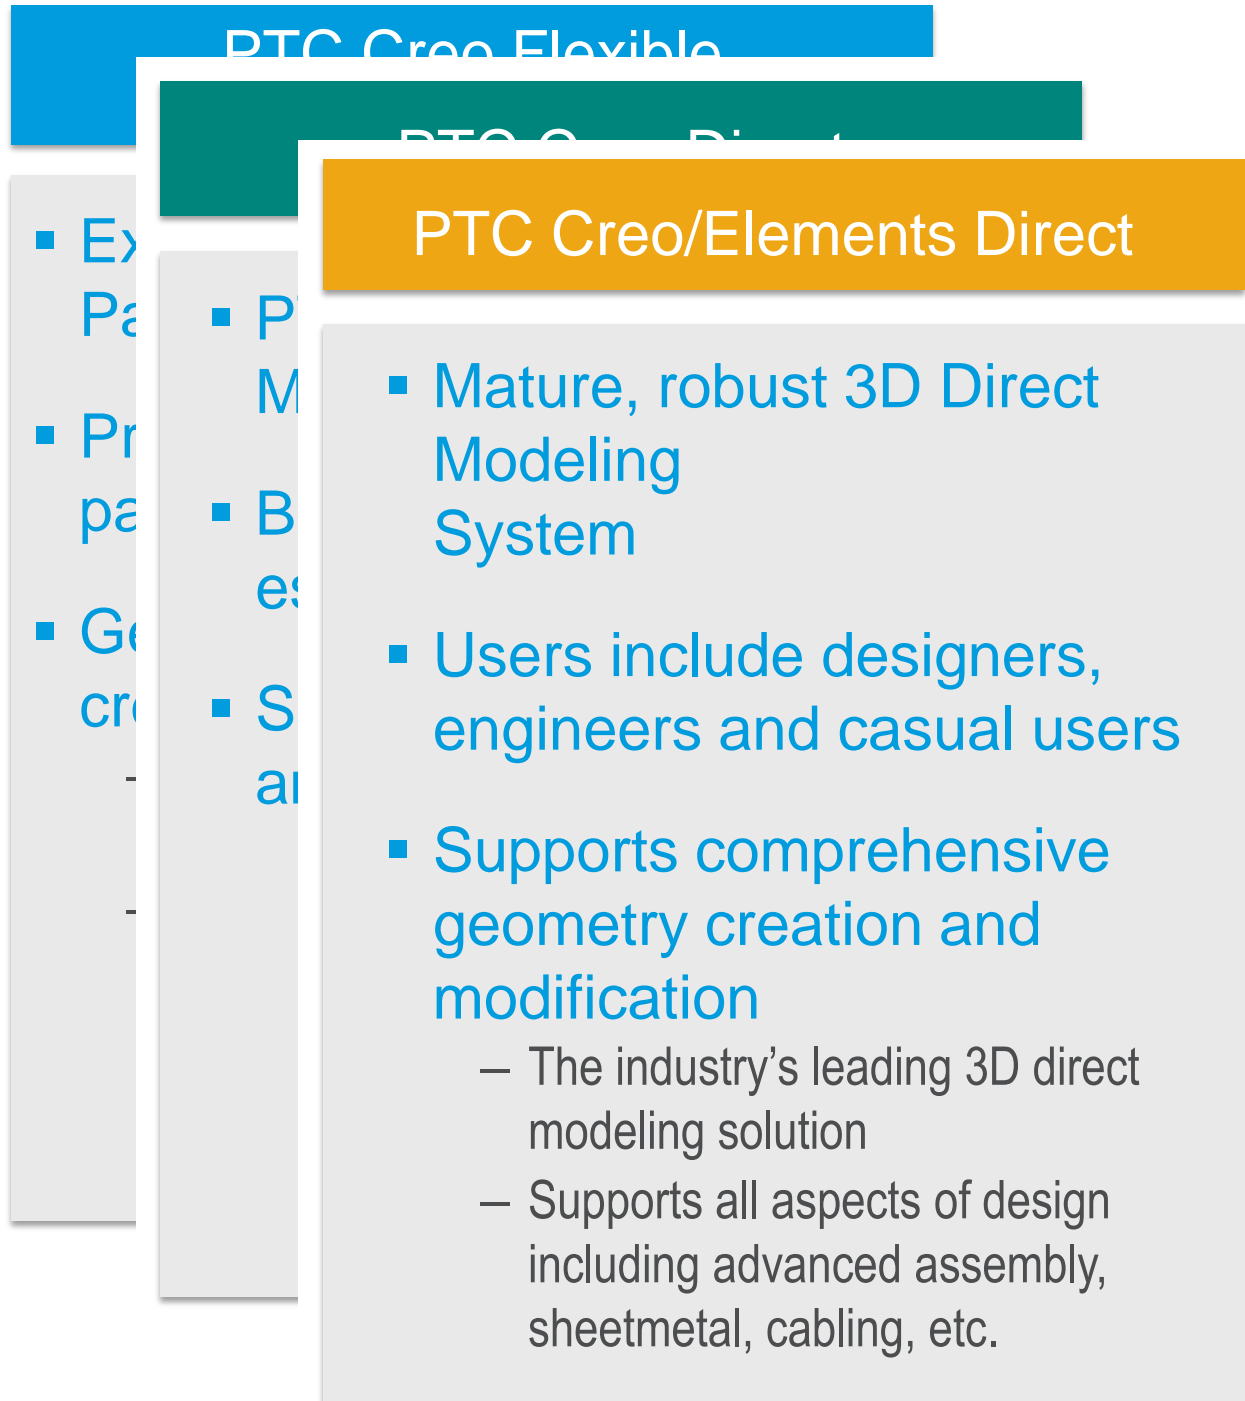 PTC Creo Flexible
PTC Creo Direct
PTC Creo/Elements Direct
Mature, robust 3D Direct
Modeling
System
Users include designers,
engineers and casual users
Supports comprehensive
geometry creation and
modification
– The industry’s leading 3D direct
modeling solution
– Supports all aspects of design
including advanced assembly,
sheetmetal, cabling, etc.